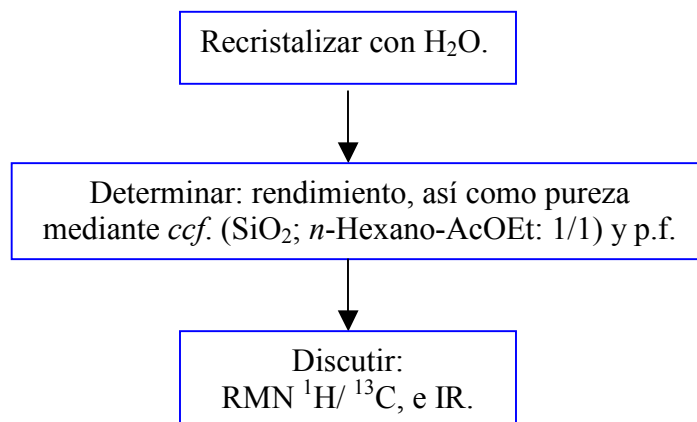 Recristalizar con H₂O.
Determinar: rendimiento, así como pureza
mediante ccf. (SiO₂; n-Hexano-AcOEt: 1/1) y p.f.
Discutir:
RMN ¹H/ ¹³C, e IR.